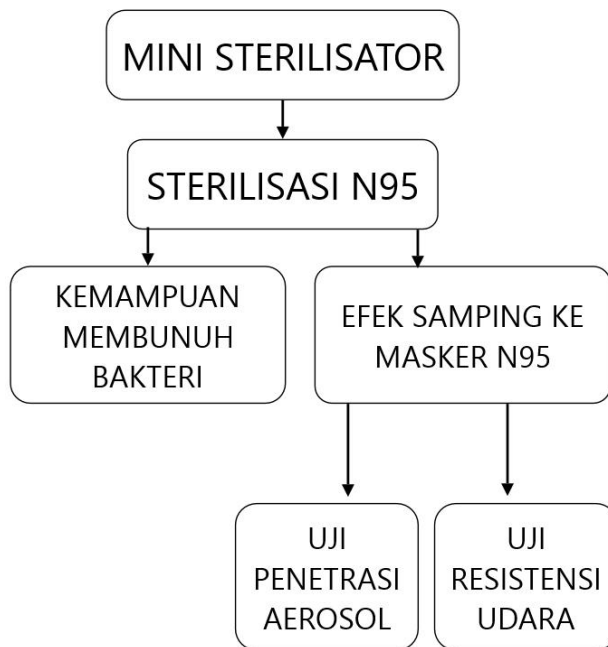 MINI STERILISATOR
STERILISASI N95
KEMAMPUAN
MEMBUNUH
BAKTERI
EFEK SAMPING KE
MASKER N95
UJI
PENETRASI
AEROSOL
UJI
RESISTENSI
UDARA